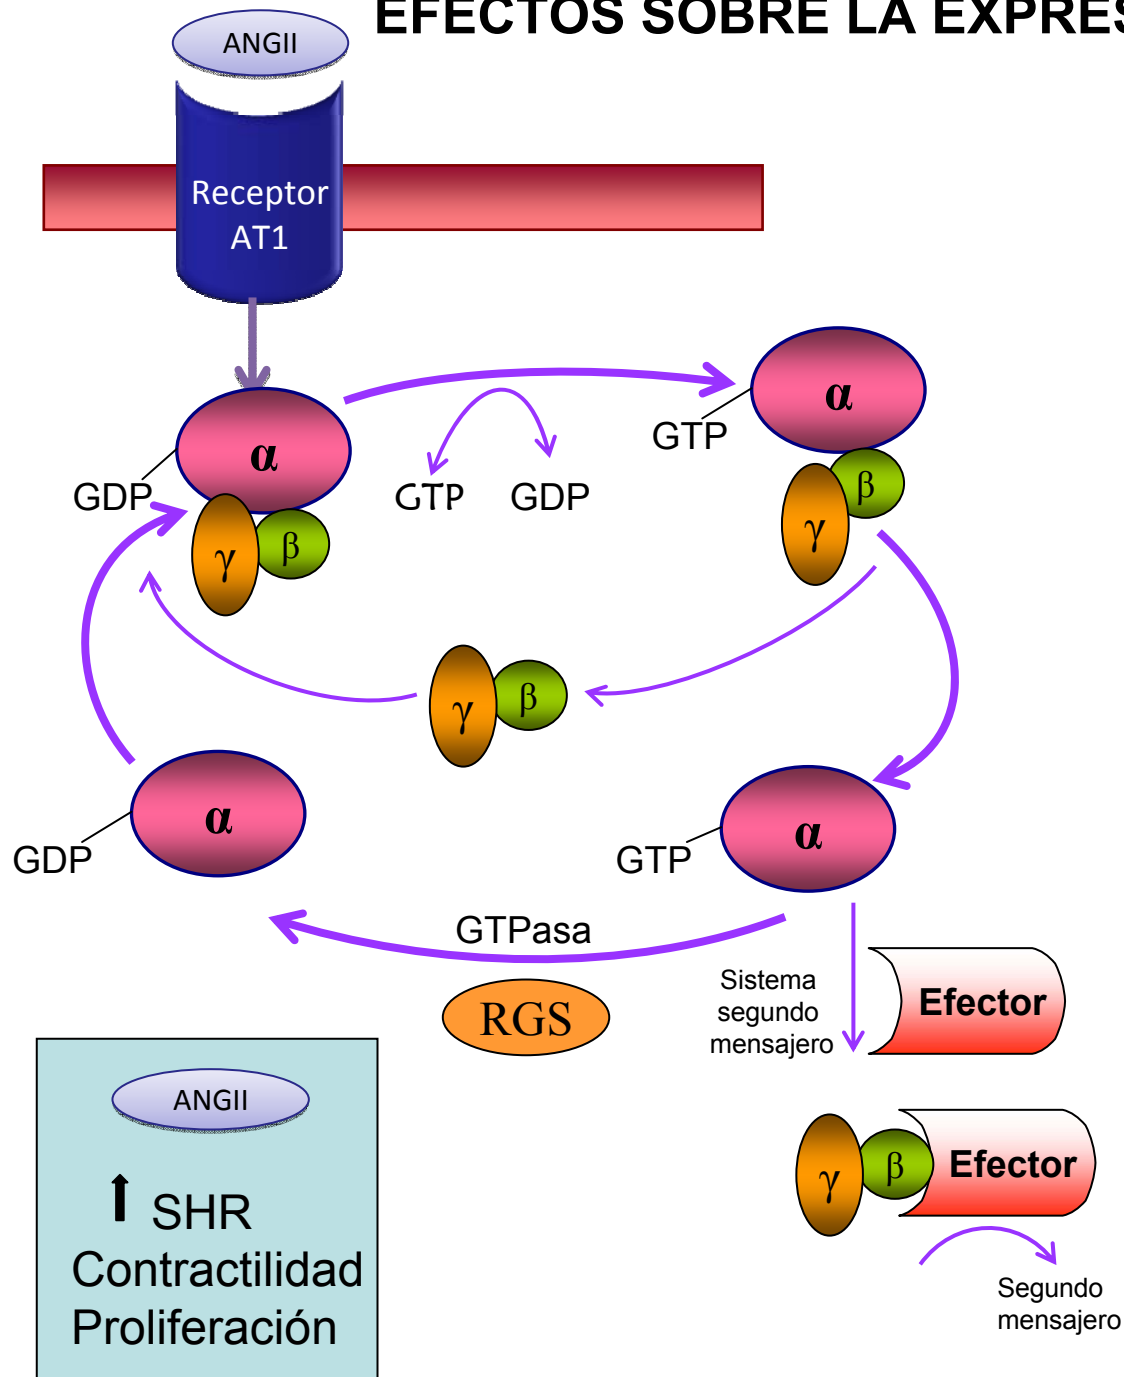 EFECTOS SOBRE LA EXPRES
ANGII
Receptor
AT1
α
GTP
α
GDP
GTP
GDP
β
γ
γ
β
γ
β
α
GDP
α
GTP
GTPasa
RGS
Sistema
segundo
mensajero
Efector
ANGII
SHR
Contractilidad
Proliferación
γ
β
Efector
Segundo
mensajero